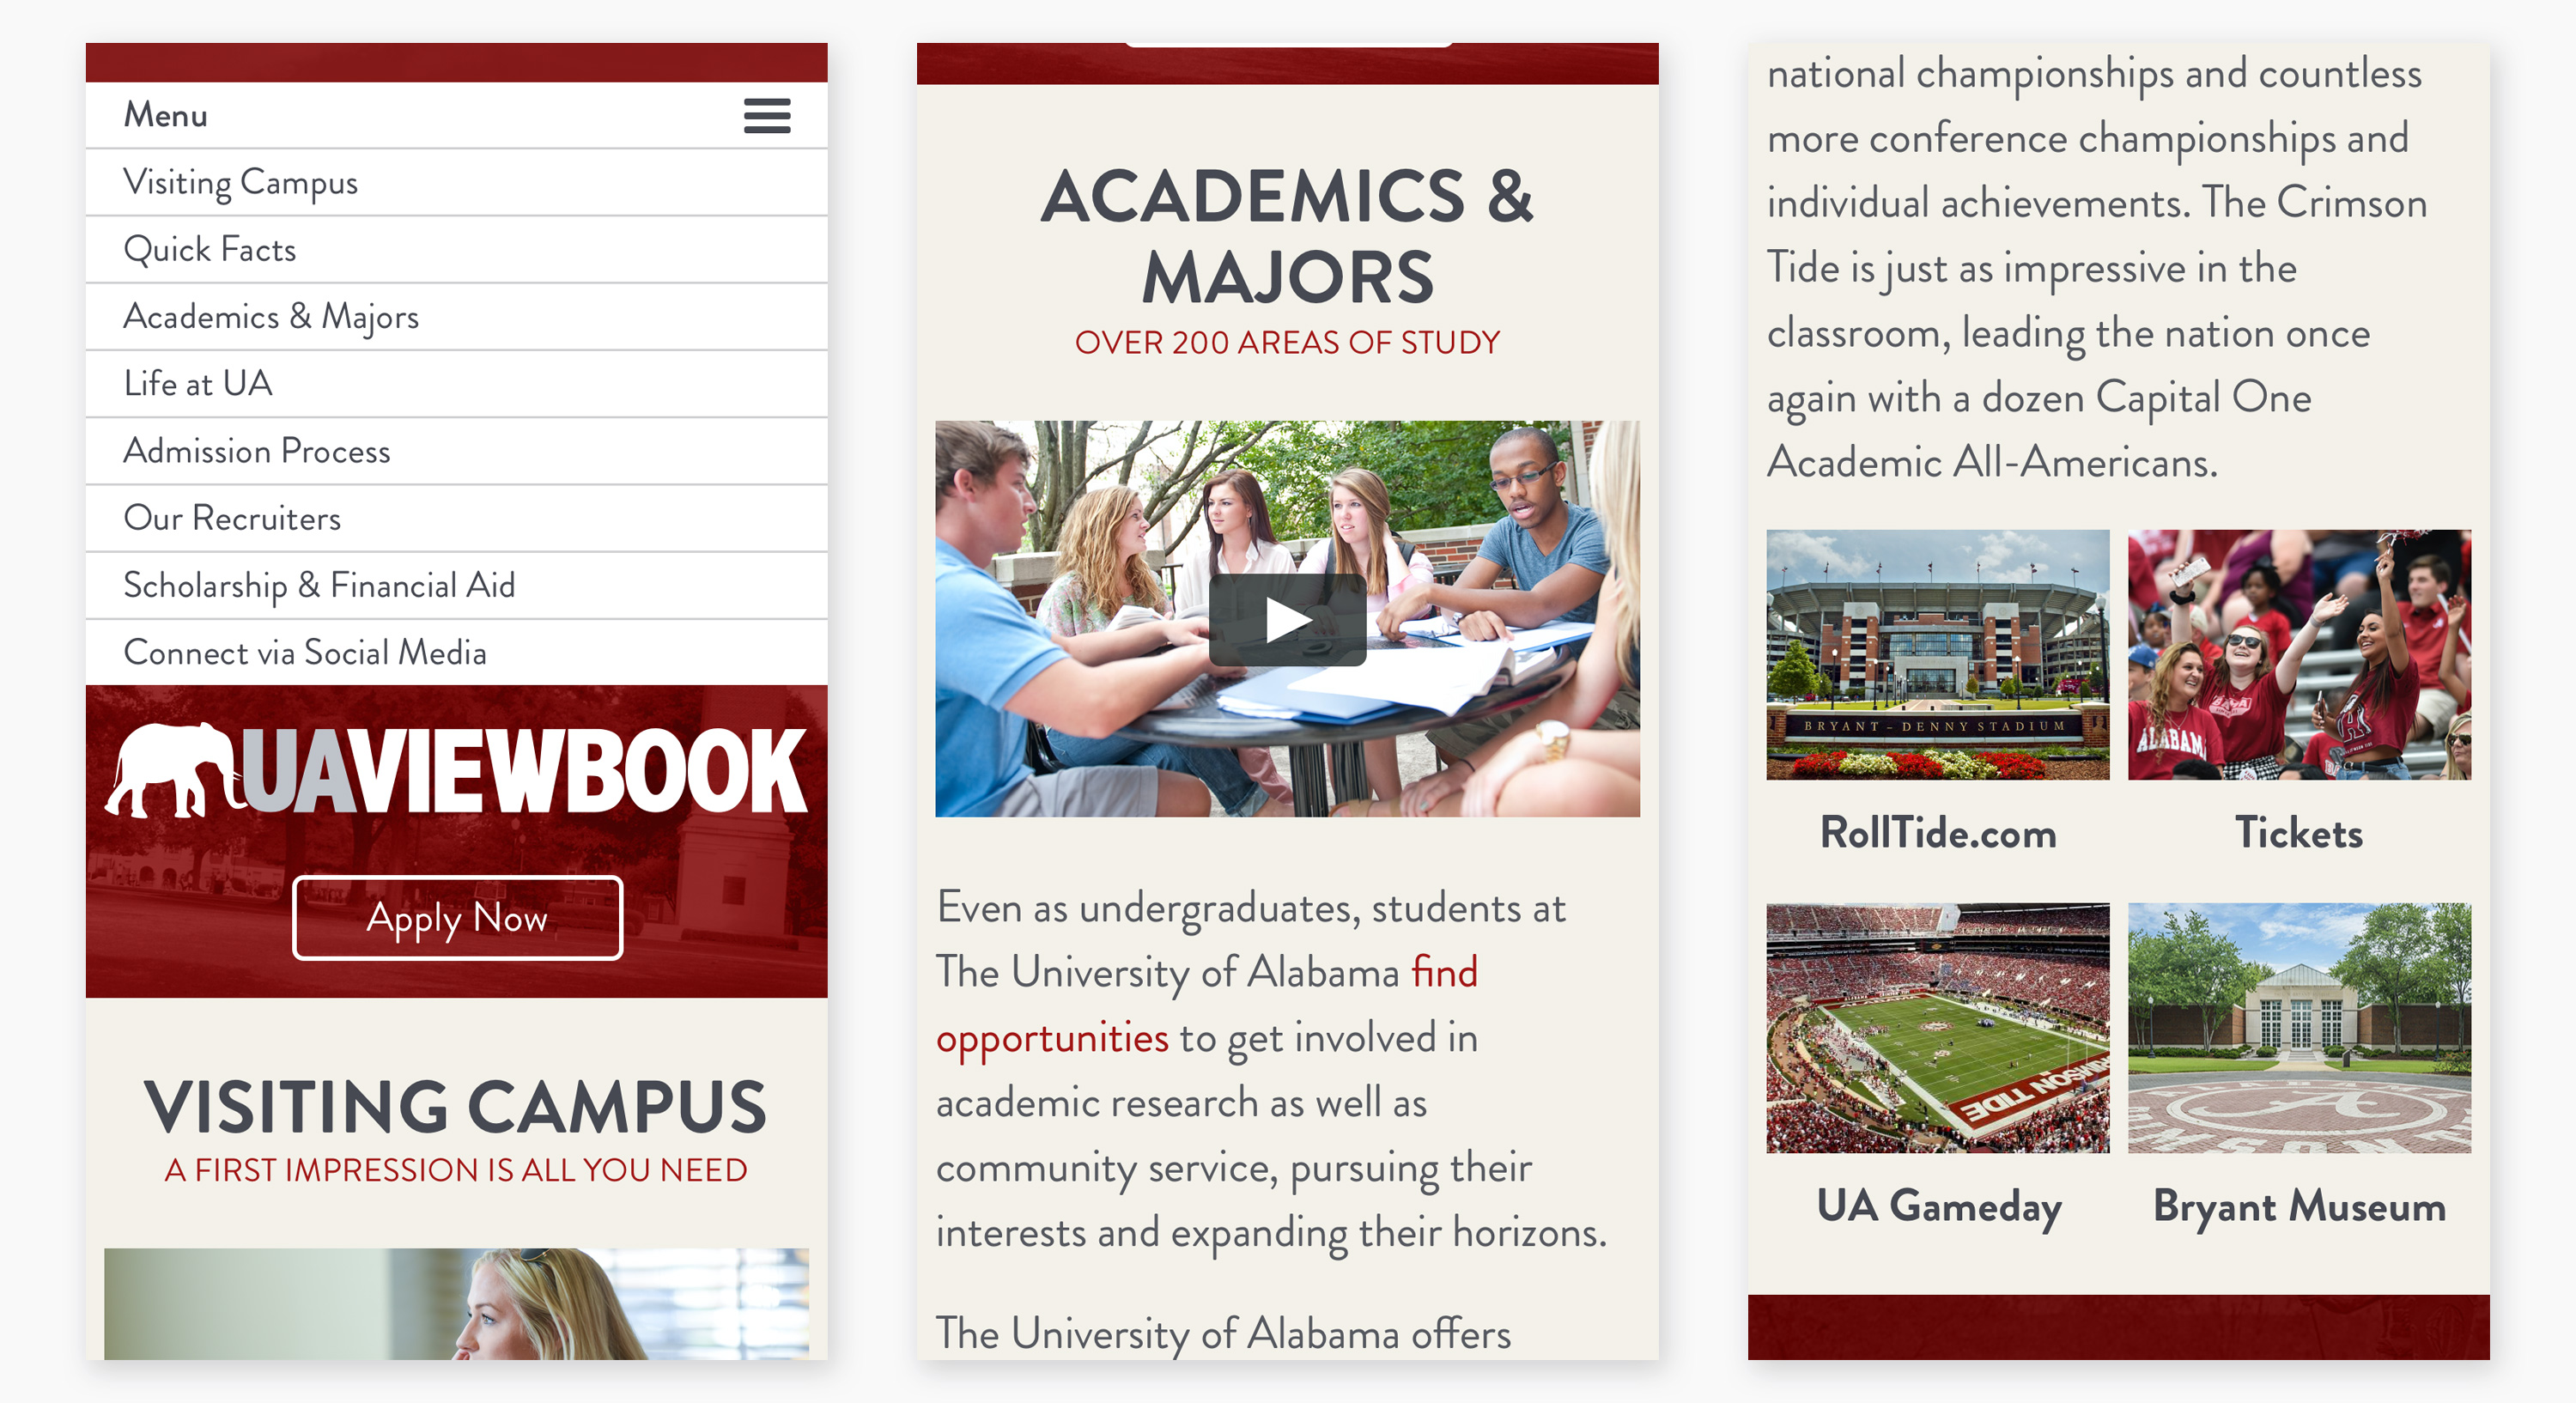 Menu
Visiting Campus
Quick Facts
Academics & Majors
Life at UA
Admission Process
Our Recruiters
Scholarship & Financial Aid
Connect via Social Media
UAVIEWBOOK
Apply Now
VISITING CAMPUS
A FIRST IMPRESSION IS ALL YOU NEED
ACADEMICS &
MAJORS
OVER 200 AREAS OF STUDY
Even as undergraduates, students at
The University of Alabama find
opportunities to get involved in
academic research as well as
community service, pursuing their
interests and expanding their horizons.
The University of Alabama offers
national championships and countless
more conference championships and
individual achievements. The Crimson
Tide is just as impressive in the
classroom, leading the nation once
again with a dozen Capital One
Academic All-Americans.
BRYANT-DENNY STADIUM
ALABAMA
RollTide.com
Tickets
CRIMSON TIDE
ALABAMA
A
UA Gameday
Bryant Museum